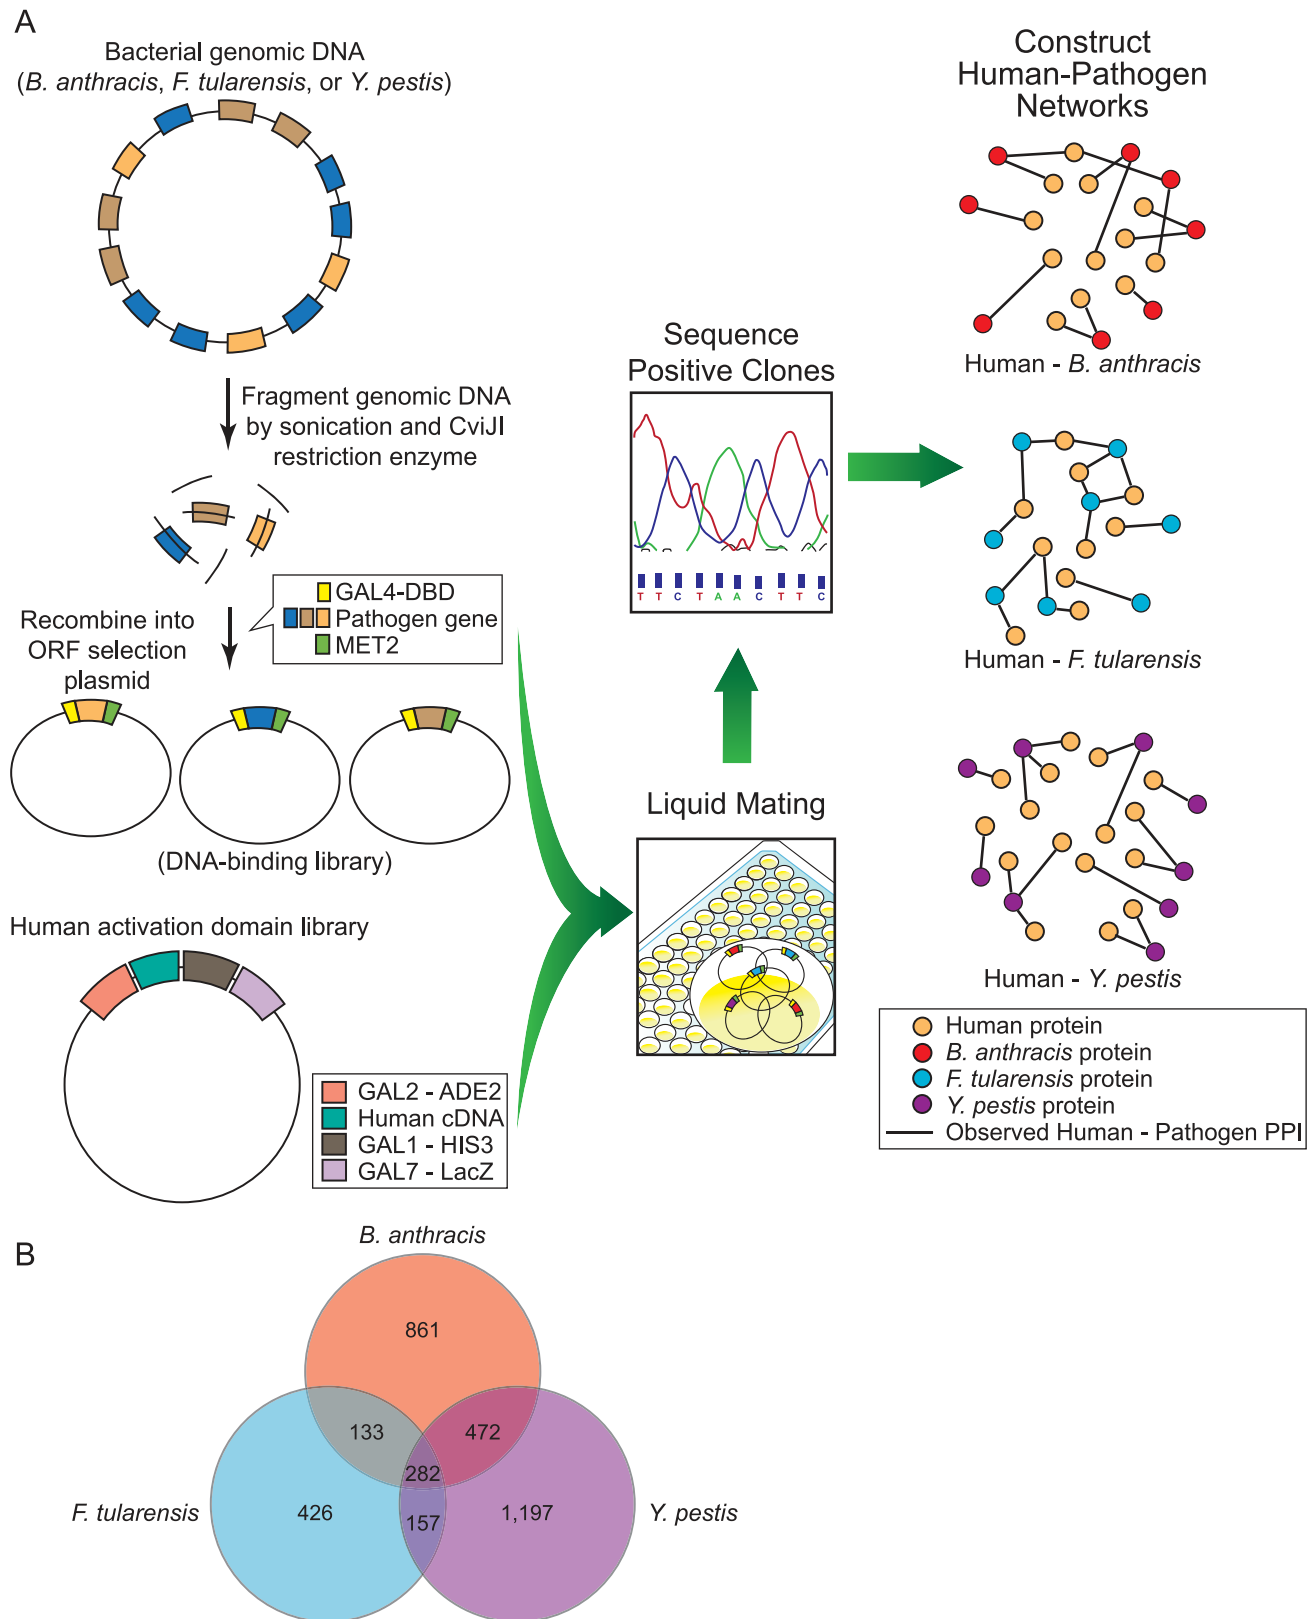 A
Bacterial genomic DNA
(B. anthracis, F. tularensis, or Y. pestis)
Fragment genomic DNA
by sonication and CviJI
restriction enzyme
GAL4-DBD
Pathogen gene
MET2
Recombine into
ORF selection
plasmid
(DNA-binding library)
Human activation domain library
GAL2 - ADE2
Human cDNA
GAL1 - HIS3
GAL7 - LacZ
Sequence
Positive Clones
T T C T A A C T T C
Liquid Mating
Construct
Human-Pathogen
Networks
Human - B. anthracis
Human - F. tularensis
Human - Y. pestis
Human protein
B. anthracis protein
F. tularensis protein
Y. pestis protein
Observed Human - Pathogen PPI
B
B. anthracis
861
133
472
282
F. tularensis
426
157
1,197
Y. pestis